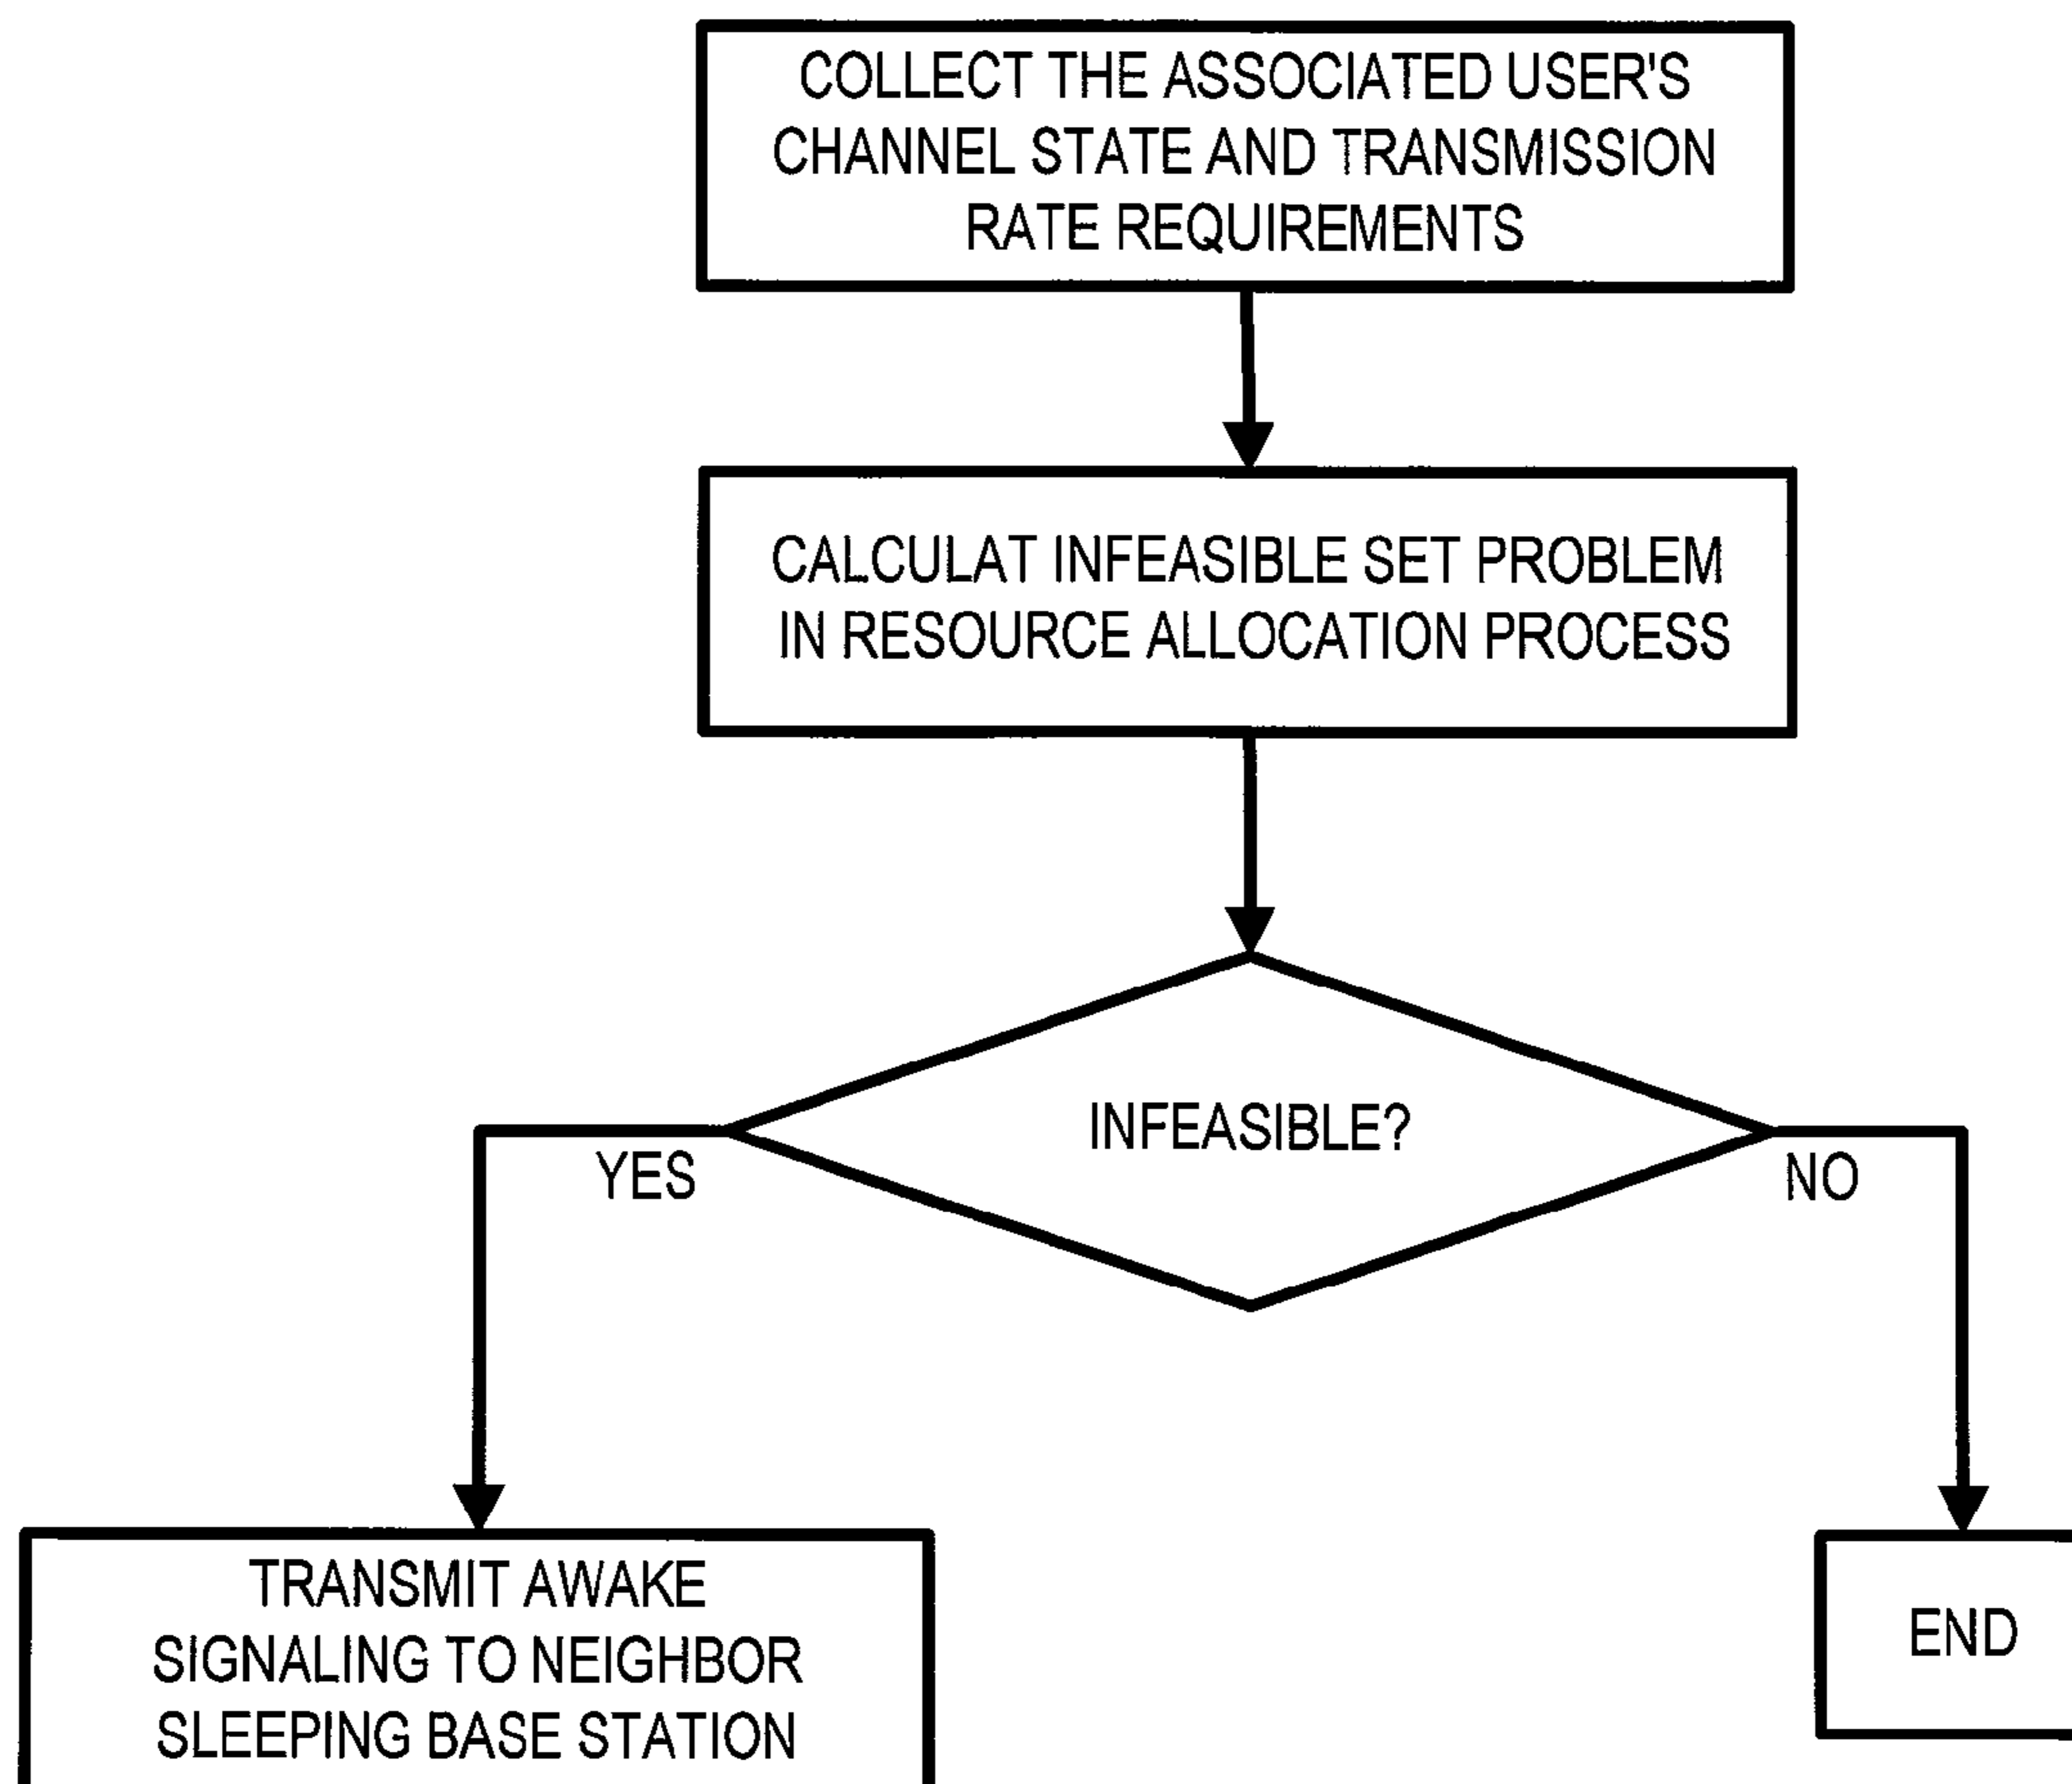 COLLECT THE ASSOCIATED USER'S
CHANNEL STATE AND TRANSMISSION
RATE REQUIREMENTS
CALCULAT INFEASIBLE SET PROBLEM
IN RESOURCE ALLOCATION PROCESS
INFEASIBLE?
YES
NO
TRANSMIT AWAKE
SIGNALING TO NEIGHBOR
SLEEPING BASE STATION
END